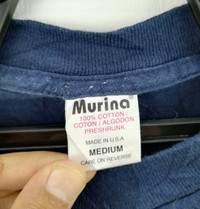 Murina
100% COTTON /
COTON / ALGODON
PRESHRUNK
MADE IN U.S.A
MEDIUM
CARE ON REVERSE